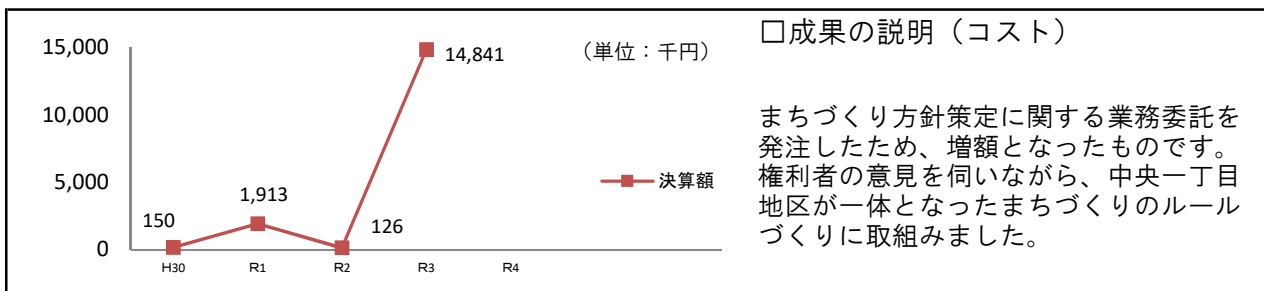 15,000
(単位：千円)
14,841
10,000
5,000
決算額
1,913
150
126
0
H30 R1 R2 R3 R4
□成果の説明（コスト）
まちづくり方針策定に関する業務委託を
発注したため、増額となったものです。
権利者の意見を伺いながら、中央一丁目
地区が一体となったまちづくりのルール
づくりに取組みました。